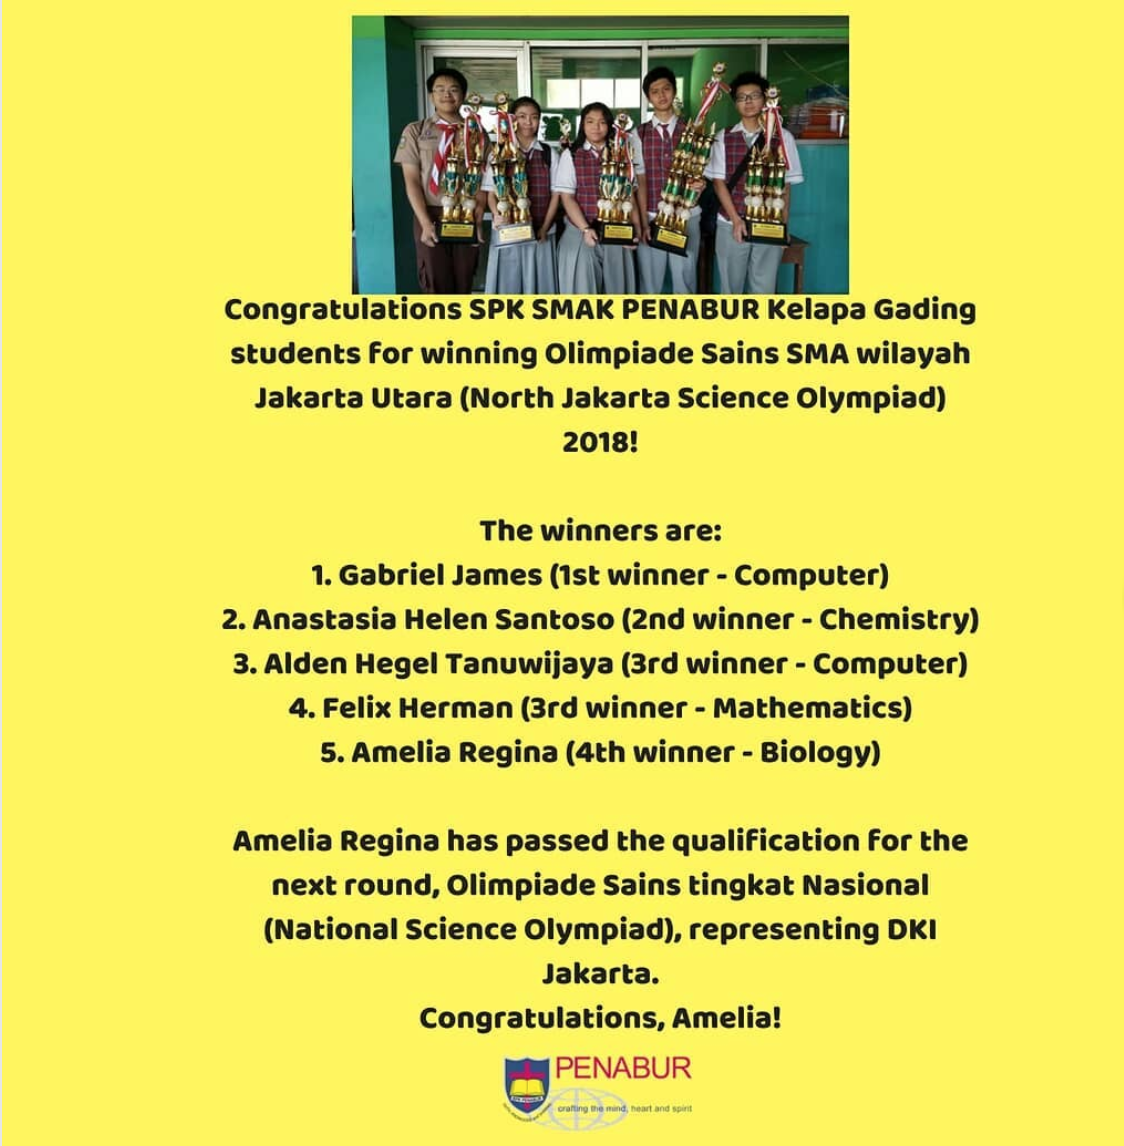 Congratulations SPK SMAK PENABUR Kelapa Gading
students for winning Olimpiade Sains SMA wilayah
Jakarta Utara (North Jakarta Science Olympiad)
2018!
The winners are:
1. Gabriel James (1st winner - Computer)
2. Anastasia Helen Santoso (2nd winner - Chemistry)
3. Alden Hegel Tanuwijaya (3rd winner - Computer)
4. Felix Herman (3rd winner - Mathematics)
5. Amelia Regina (4th winner - Biology)
Amelia Regina has passed the qualification for the
next round, Olimpiade Sains tingkat Nasional
(National Science Olympiad), representing DKI
Jakarta.
Congratulations, Amelia!
PENABUR
crafting the mind, heart and spirit